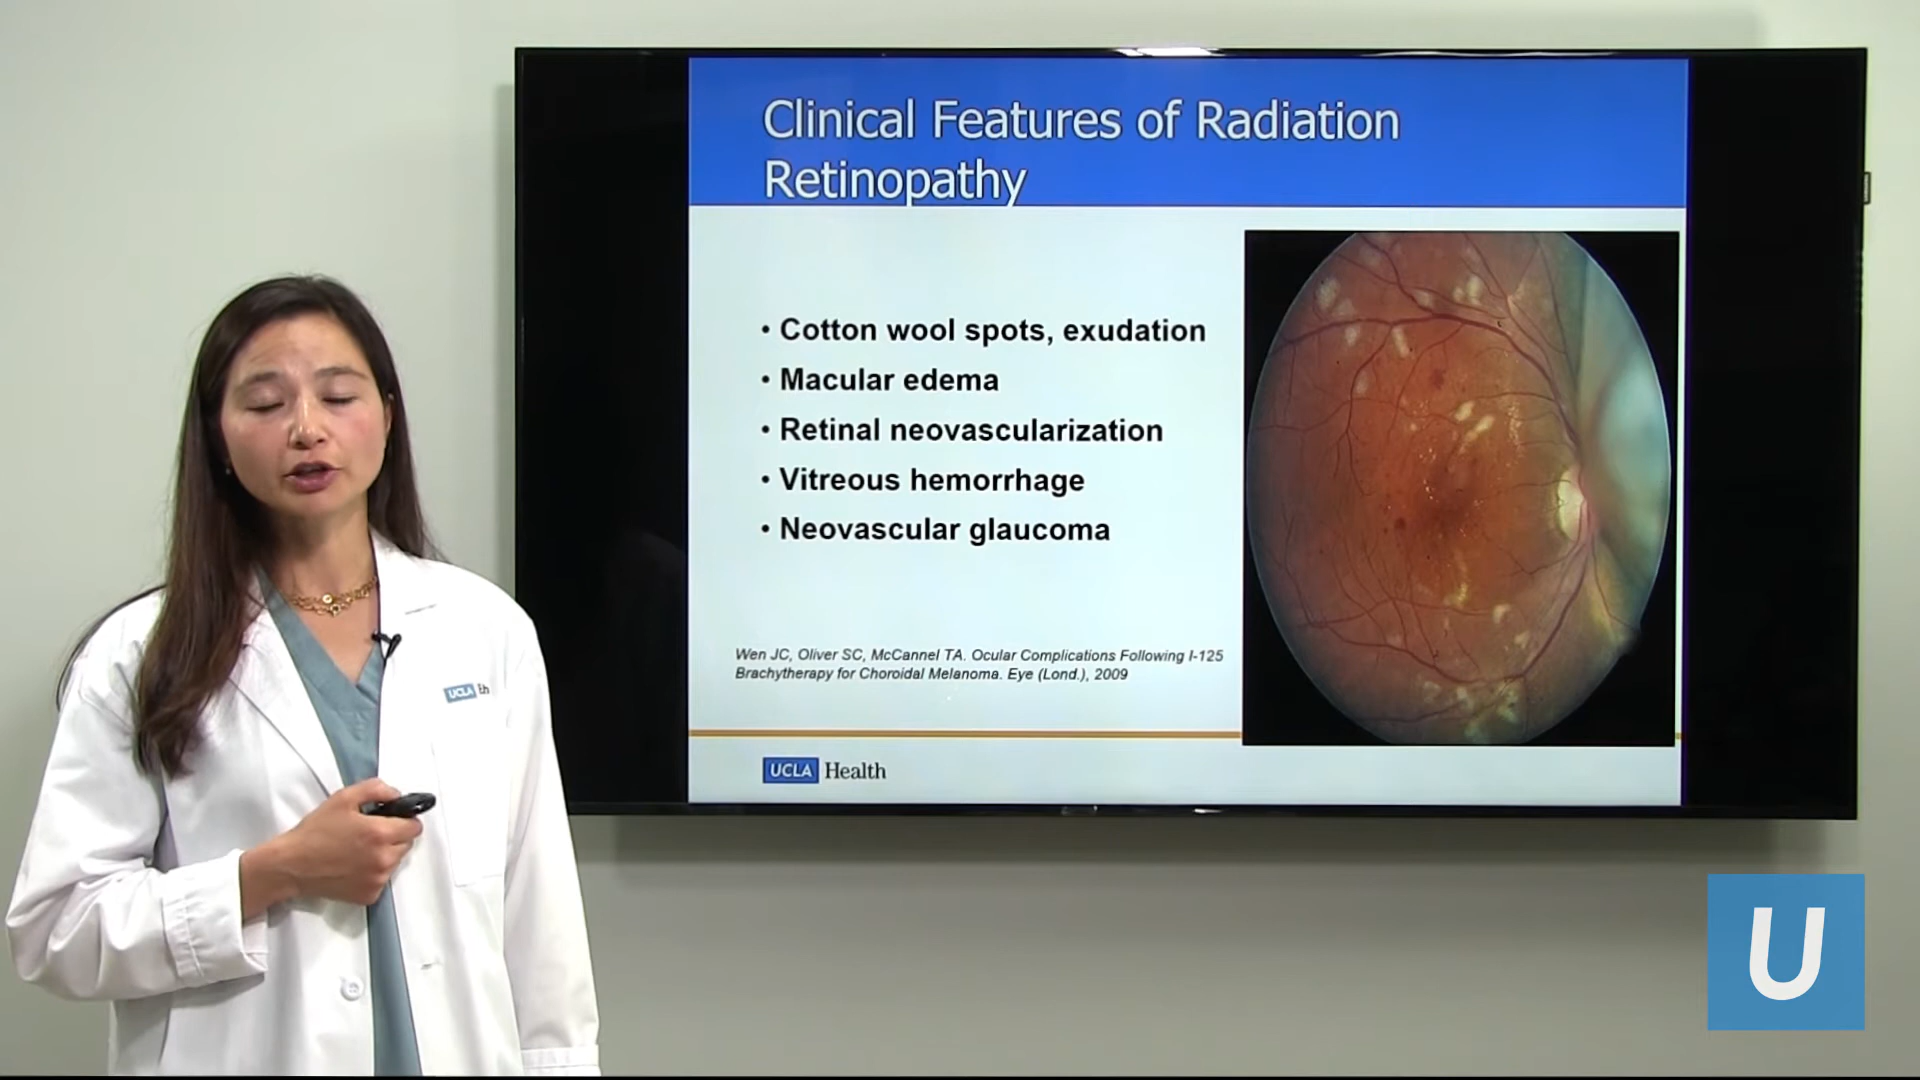 Clinical Features of Radiation
Retinopathy
• Cotton wool spots, exudation
• Macular edema
• Retinal neovascularization
• Vitreous hemorrhage
• Neovascular glaucoma
Wen JC, Oliver SC, McCannel TA. Ocular Complications Following I-125
Brachytherapy for Choroidal Melanoma. Eye (Lond.), 2009
UCLA Health
UCLA
U